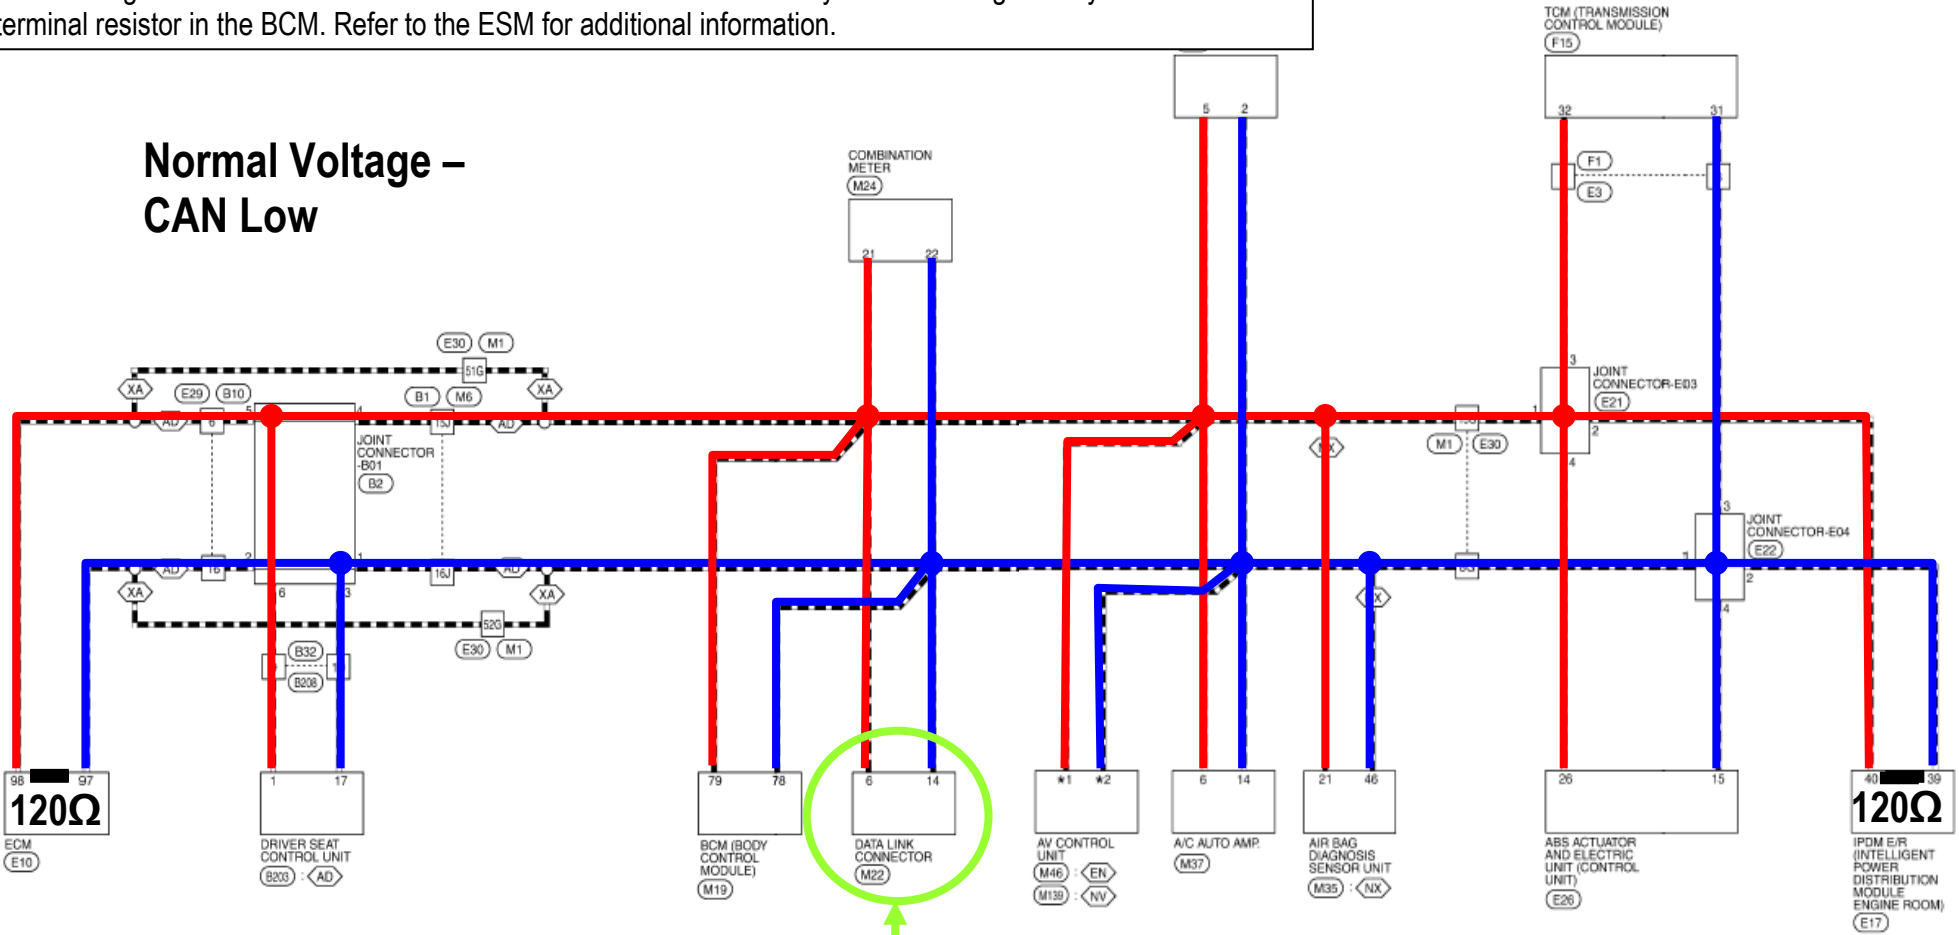 terminal resistor in the BCM. Refer to the ESM for additional information.
TCM (TRANSMISSION
CONTROL MODULE)
F15
Normal Voltage –
CAN Low
5 2
32 31
COMBINATION
METER
M24
21 22
F1
E3
E30 M1
51G
XA XA
E29 B10
B1 M6
5 4
AD 6 15J AD
JOINT
CONNECTOR
-B01
B2
3
JOINT
CONNECTOR-E03
E21
1 2
4
M1 E30
3
JOINT
CONNECTOR-E04
E22
1 2
4
2 1
AD 16 16J AD
XA XA
6 3
52G
E30 M1
B32
B208
98 97
120Ω
ECM
E10
1 17
DRIVER SEAT
CONTROL UNIT
B203 : AD
79 78
BCM (BODY
CONTROL
MODULE)
M19
6 14
DATA LINK
CONNECTOR
M22
*1 *2
AV CONTROL
UNIT
M46 : EN
M139 : NV
6 14
A/C AUTO AMP.
M37
21 46
AIR BAG
DIAGNOSIS
SENSOR UNIT
M35 : NX
26 15
ABS ACTUATOR
AND ELECTRIC
UNIT (CONTROL
UNIT)
E26
40 39
120Ω
IPDM E/R
(INTELLIGENT
POWER
DISTRIBUTION
MODULE
ENGINE ROOM)
E17